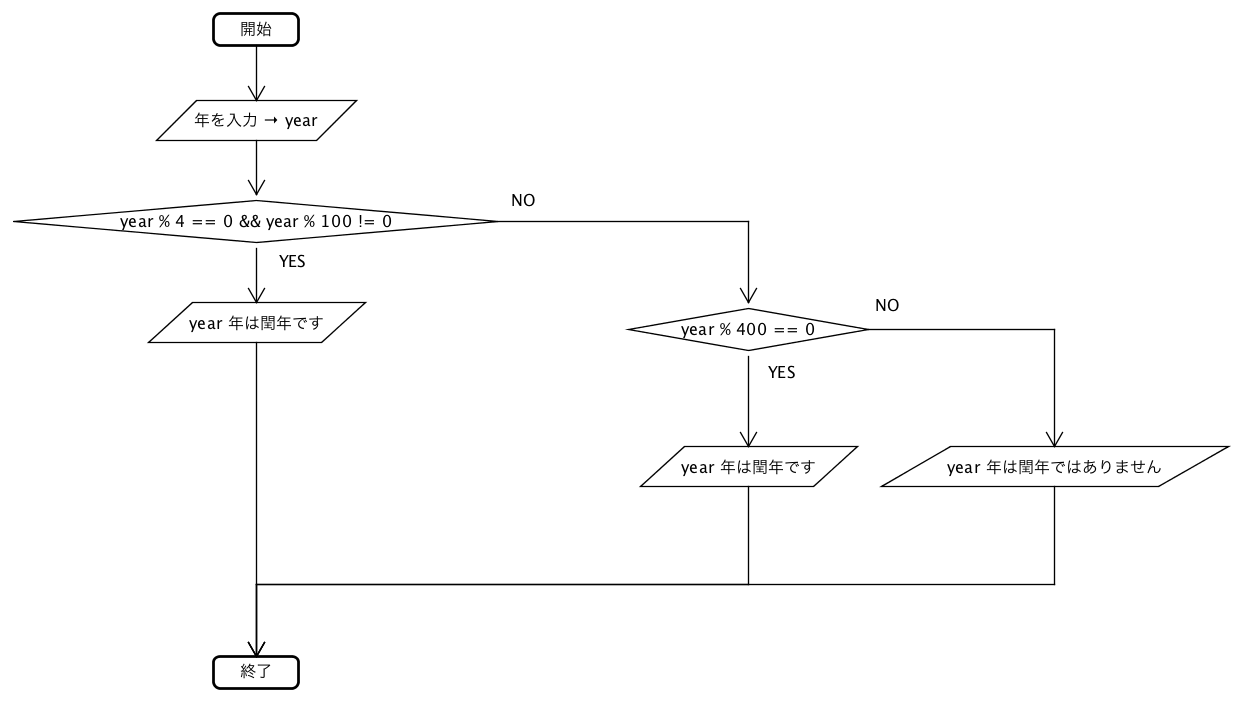 開始
年を入力 → year
year % 4 == 0 && year % 100 != 0
NO
YES
year 年は閏年です
NO
year % 400 == 0
YES
year 年は閏年です
year 年は閏年ではありません
終了